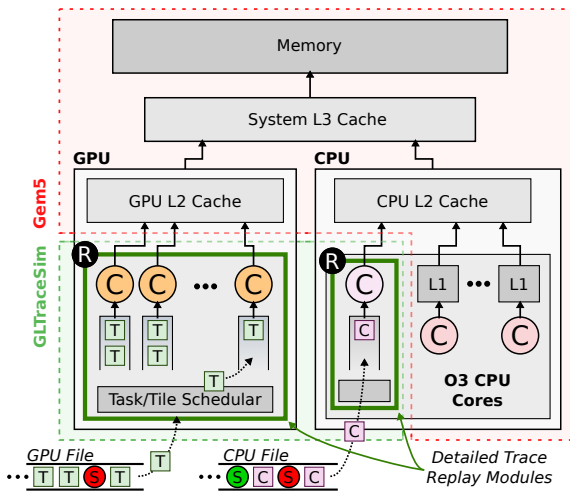 Memory
System L3 Cache
GPU
CPU
GPU L2 Cache
CPU L2 Cache
Gem5
GLTraceSim
R
R
C C ••• C
C
L1 ••• L1
T T T
C
C C
T T
T
Task/Tile Schedular
O3 CPU
Cores
GPU File
T
CPU File
C
Detailed Trace
Replay Modules
••• T T S T
••• S C S C